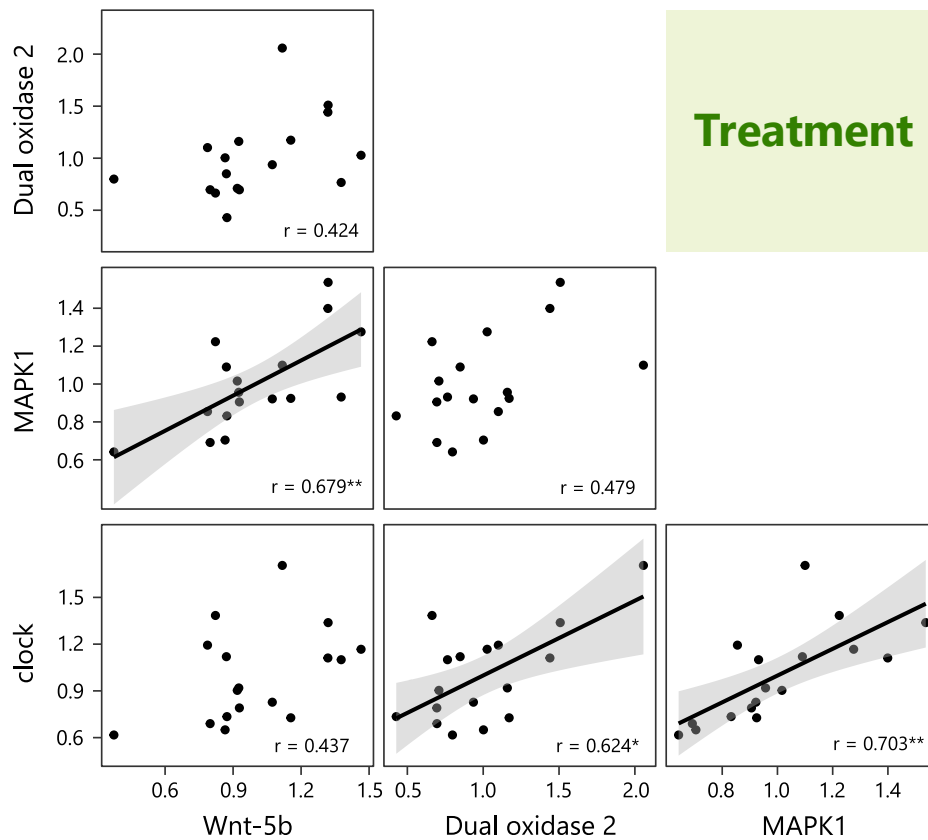 Dual oxidase 2
2.0
1.5
1.0
0.5
r = 0.424
Treatment
MAPK1
1.4
1.2
1.0
0.8
0.6
r = 0.679**
r = 0.479
clock
1.5
1.2
0.9
0.6
r = 0.437
r = 0.624*
r = 0.703**
0.6 0.9 1.2 1.5
0.5 1.0 1.5 2.0
0.8 1.0 1.2 1.4
Wnt-5b
Dual oxidase 2
MAPK1